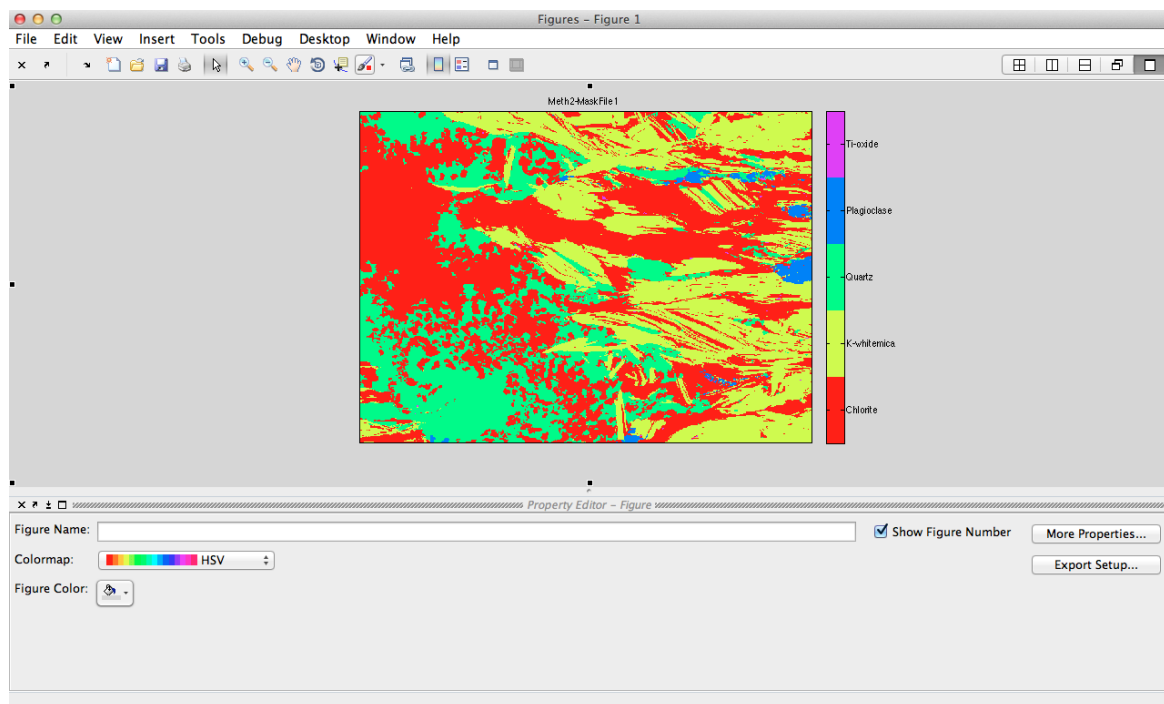 Figures – Figure 1
File Edit View Insert Tools Debug Desktop Window Help
Meth2-MaskFile1
Ti-oxide
Plagioclase
Quartz
K-whitemica
Chlorite
Property Editor – Figure
Figure Name:
Show Figure Number
More Properties...
Colormap:
HSV
Export Setup...
Figure Color: